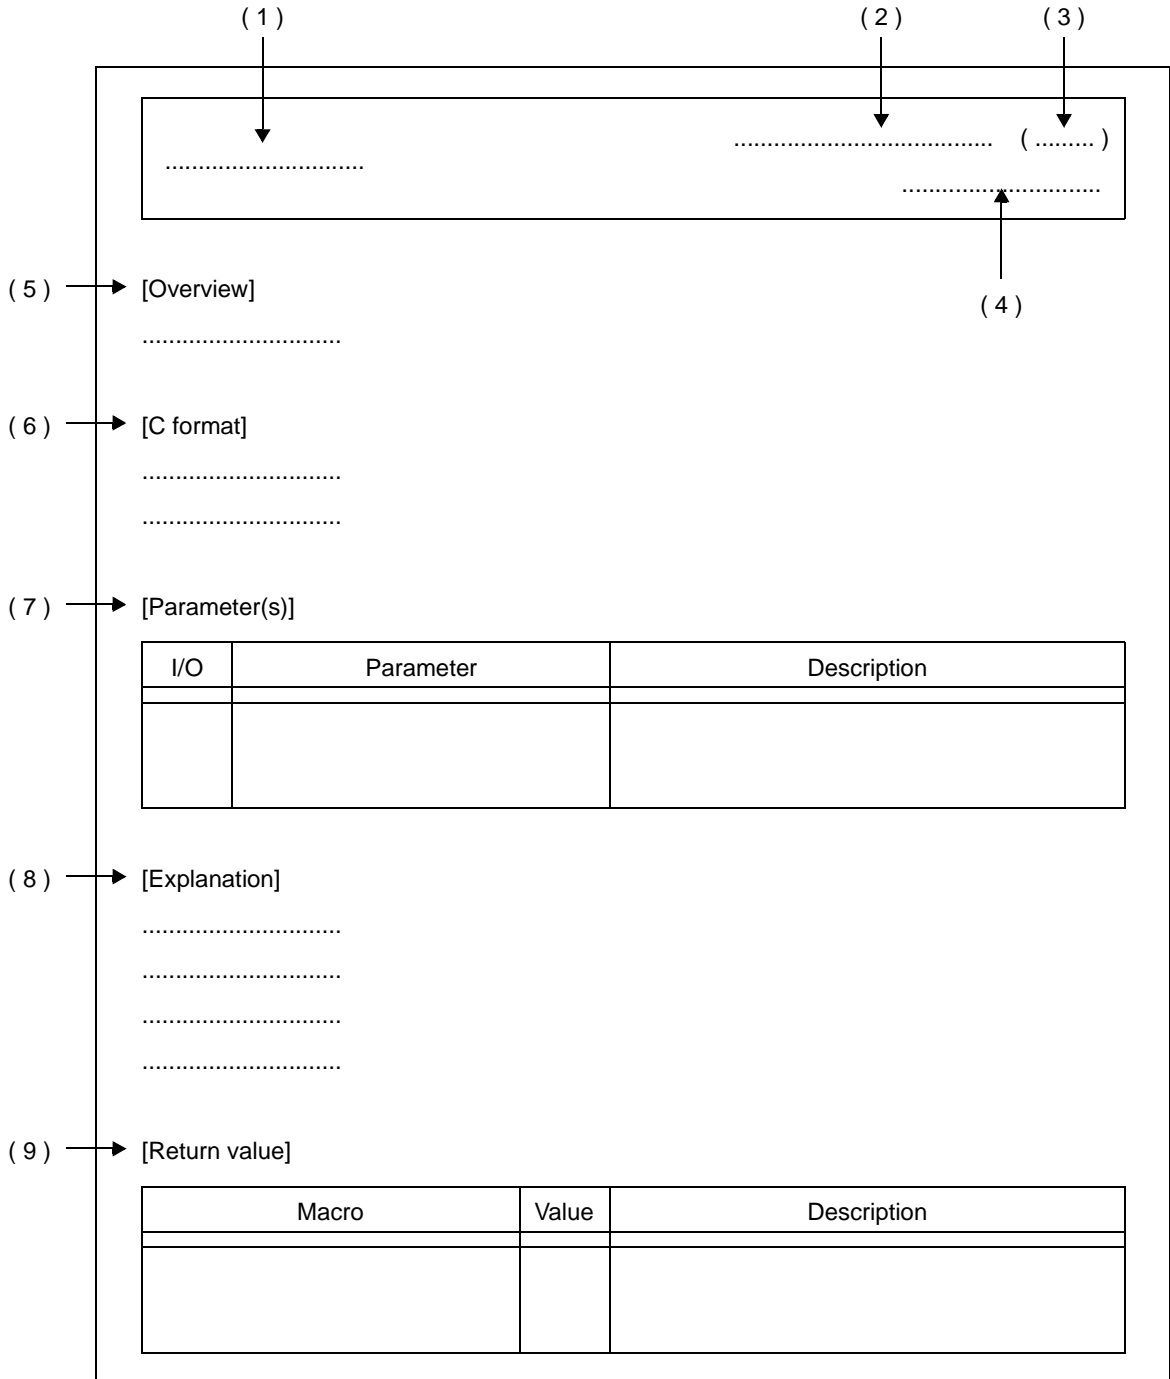 ( 1 ) ( 2 ) ( 3 )
....................................... ( ......... )
..............................
..............................
( 4 )
( 5 ) [Overview]
..............................
( 6 ) [C format]
..............................
..............................
( 7 ) [Parameter(s)]
I/O Parameter Description
( 8 ) [Explanation]
..............................
..............................
..............................
..............................
( 9 ) [Return value]
Macro Value Description